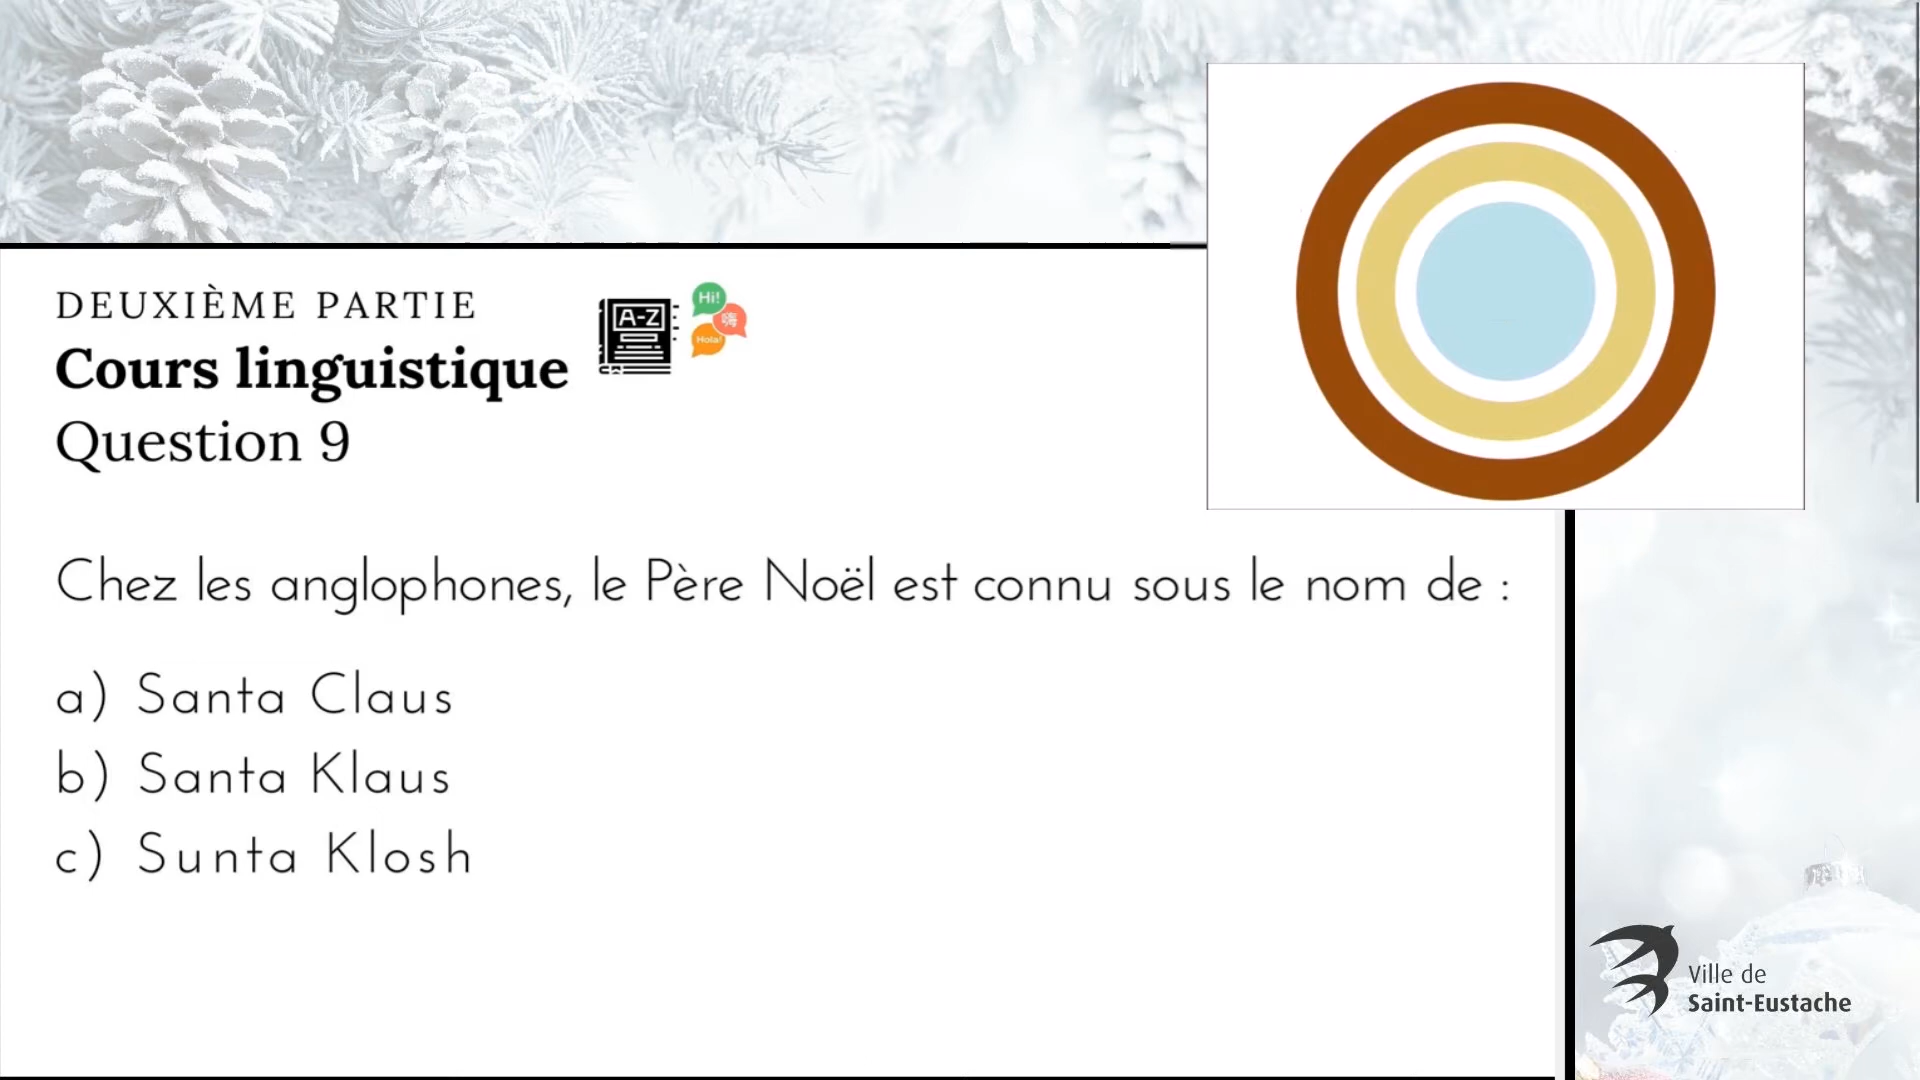 DEUXIÈME PARTIE
Cours linguistique
Question 9
A-Z
Hi!
嗨
Hola!
Chez les anglophones, le Père Noël est connu sous le nom de :
a) Santa Claus
b) Santa Klaus
c) Sunta Klosh
Ville de
Saint-Eustache